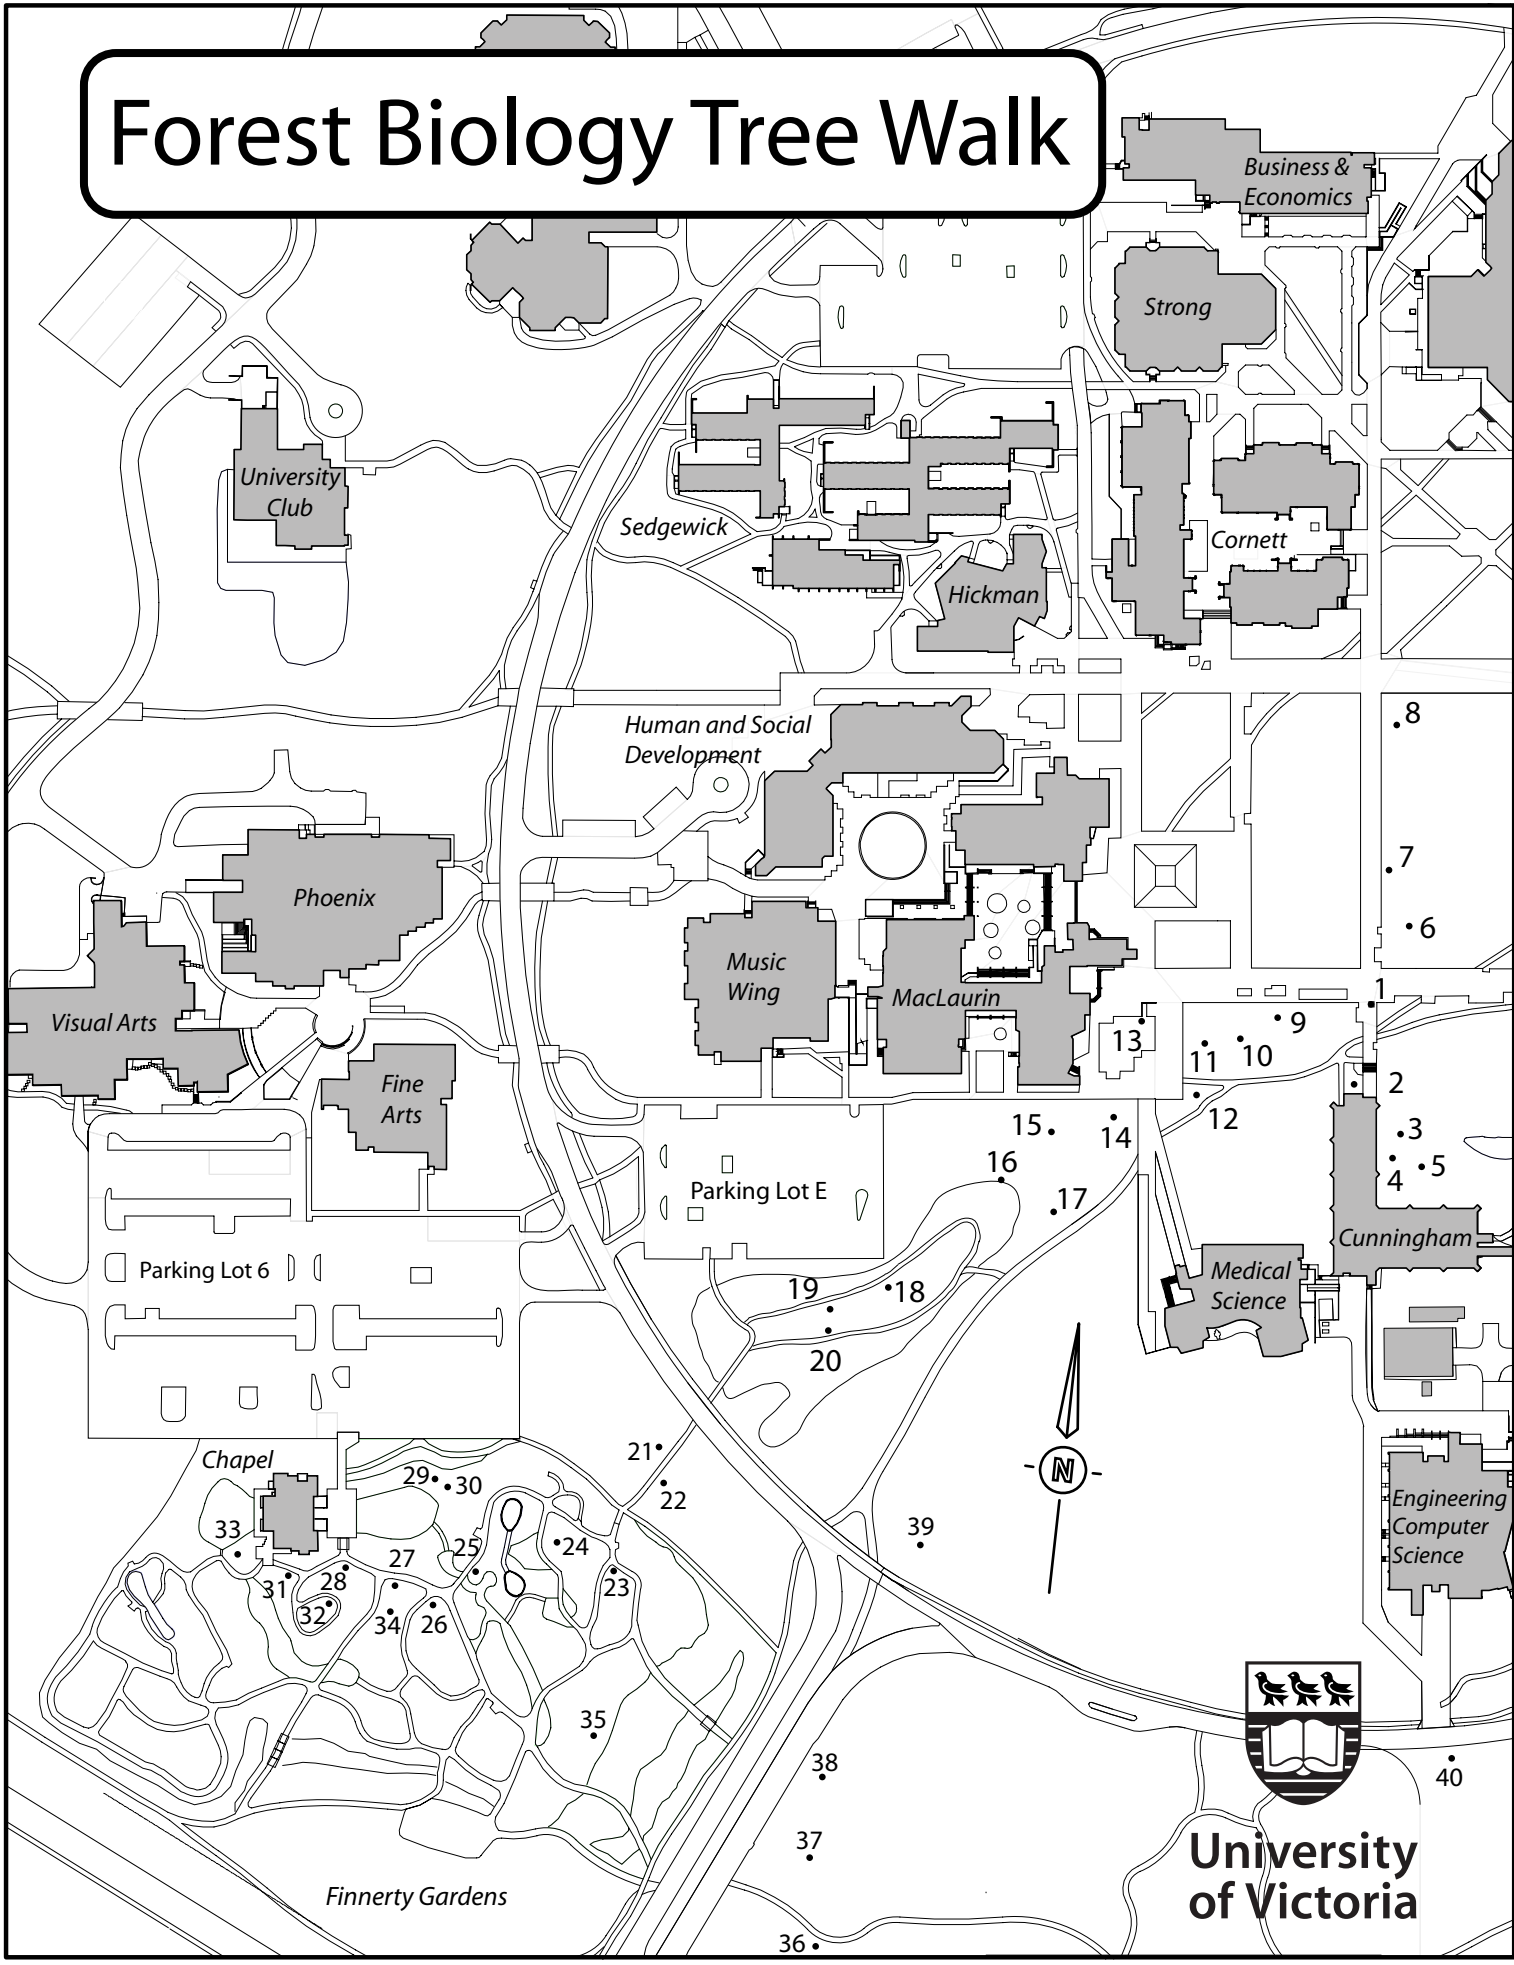 Forest Biology Tree Walk
Business &
Economics
Strong
University
Club
Sedgewick
Cornett
Hickman
Human and Social
Development
8
7
6
Phoenix
Music
Wing
MacLaurin
Visual Arts
1
9
10
11
13
2
Fine
Arts
12
3
4
5
14
15
16
17
Parking Lot E
Cunningham
Parking Lot 6
Medical
Science
18
19
20
N
Chapel
21
22
29
30
Engineering
Computer
Science
33
39
24
25
27
23
28
31
32
34
26
35
38
40
37
University
of Victoria
Finnerty Gardens
36